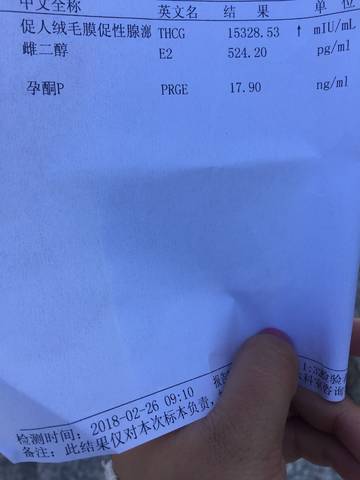 中文全称 英文名 结 果 单 位
促人绒毛膜促性腺激 THCG 15328.53 ↑ mIU/mL
雌二醇 E2 524.20 pg/ml
孕酮P PRGE 17.90 ng/ml
检测时间: 2018-02-26 09:10
备注: 此结果仅对本次标本负责,